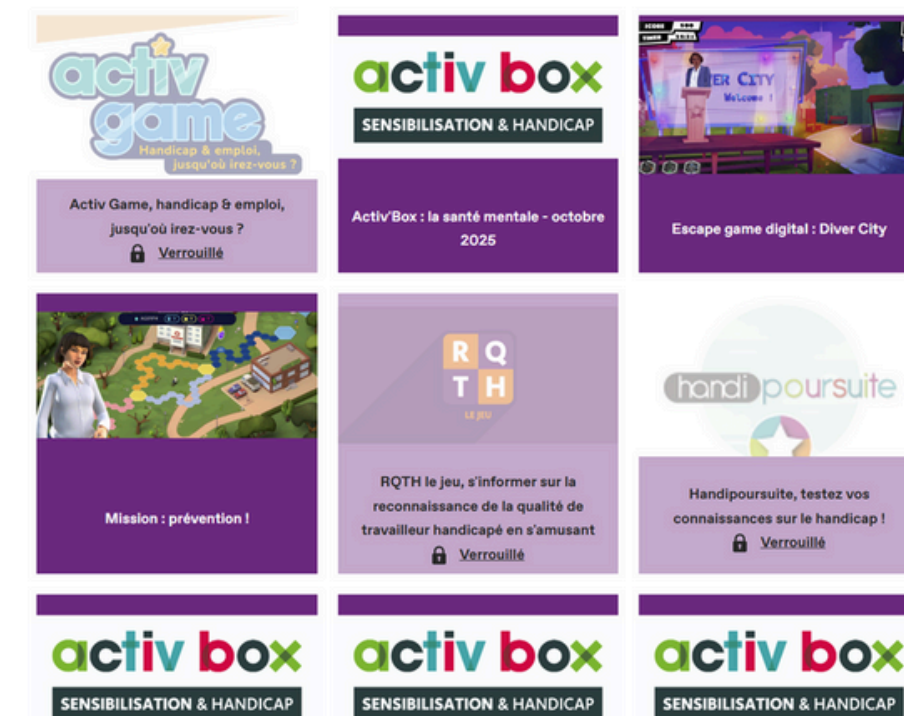 activ
game
Handicap & emploi,
jusqu'où irez-vous ?
Activ Game, handicap & emploi,
jusqu'où irez-vous ?
Verrouillé
activ box
SENSIBILISATION & HANDICAP
Activ'Box : la santé mentale - octobre
2025
DIVER CITY
Welcome !
Escape game digital : Diver City
Mission : prévention !
RQ
TH
LE JEU
RQTH le jeu, s'informer sur la
reconnaissance de la qualité de
travailleur handicapé en s'amusant
Verrouillé
handi poursuite
Handipoursuite, testez vos
connaissances sur le handicap !
Verrouillé
activ box
SENSIBILISATION & HANDICAP
activ box
SENSIBILISATION & HANDICAP
activ box
SENSIBILISATION & HANDICAP